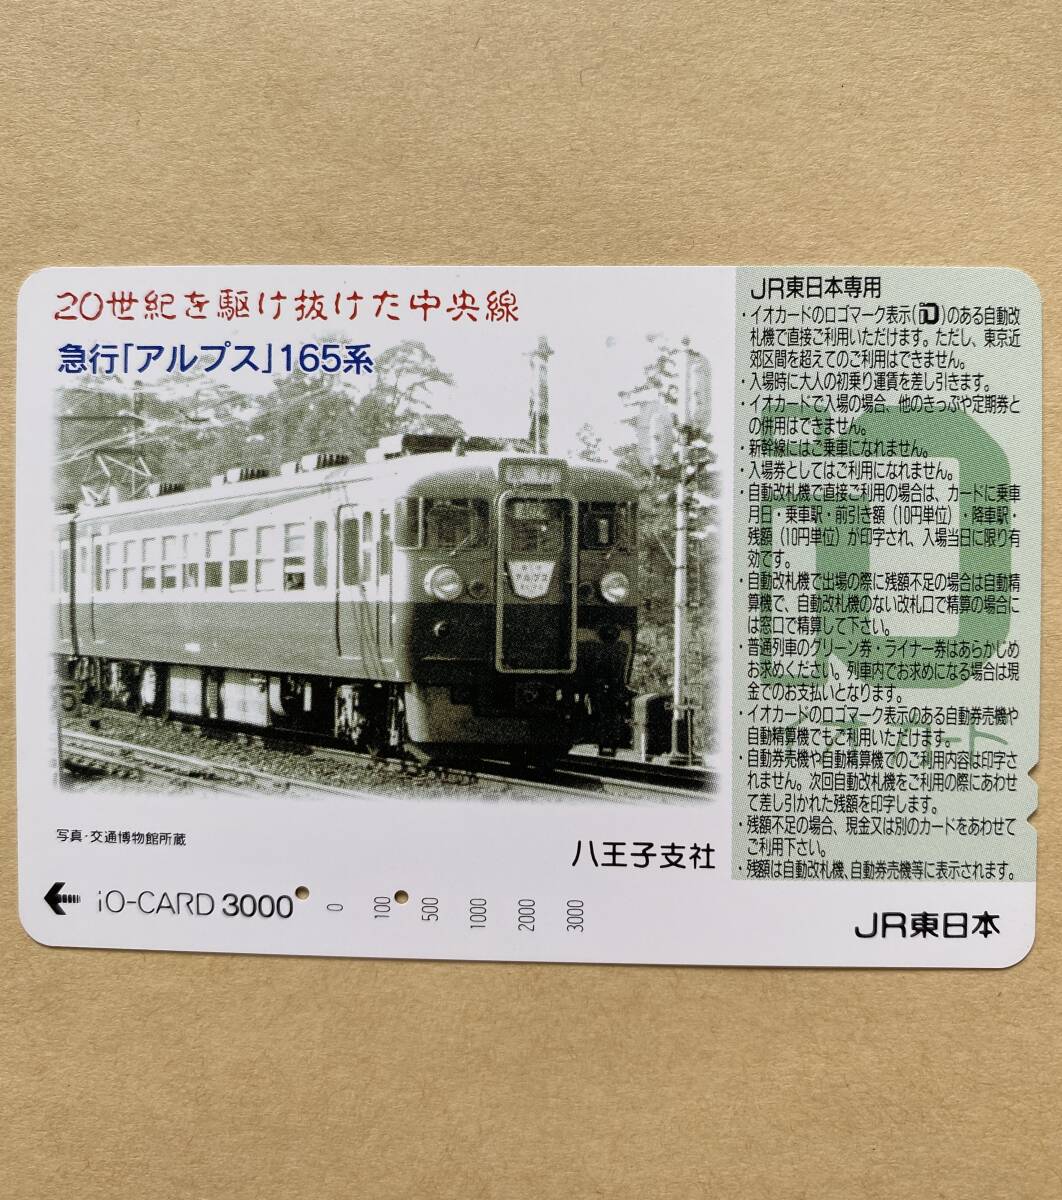 20世紀を駆け抜けた中央線
急行「アルプス」165系
アルプス
写真・交通博物館所蔵
八王子支社
iO-CARD 3000
0
100
500
1000
2000
3000
JR東日本専用
・イオカードのロゴマーク表示(iO)のある自動改
札機で直接ご利用いただけます。ただし、東京近
郊区間を超えてのご利用はできません。
・入場時に大人の初乗り運賃を差し引きます。
・イオカードで入場の場合、他のきっぷや定期券と
の併用はできません。
・新幹線にはご乗車になれません。
・入場券としてはご利用になれません。
・自動改札機で直接ご利用の場合は、カードに乗車
月日・乗車駅・前引き額（10円単位）・降車駅・
残額（10円単位）が印字され、入場当日に限り有
効です。
・自動改札機で出場の際に残額不足の場合は自動精
算機で、自動改札機のない改札口で精算の場合に
は窓口で精算して下さい。
・普通列車のグリーン券・ライナー券はあらかじめ
お求めください。列車内でお求めになる場合は現
金でのお支払いとなります。
・イオカードのロゴマーク表示のある自動券売機や
自動精算機でもご利用いただけます。
・自動券売機や自動精算機でのご利用内容は印字さ
れません。次回自動改札機をご利用の際にあわせ
て差し引かれた残額を印字します。
・残額不足の場合、現金又は別のカードをあわせて
ご利用下さい。
・残額は自動改札機、自動券売機等に表示されます。
JR東日本